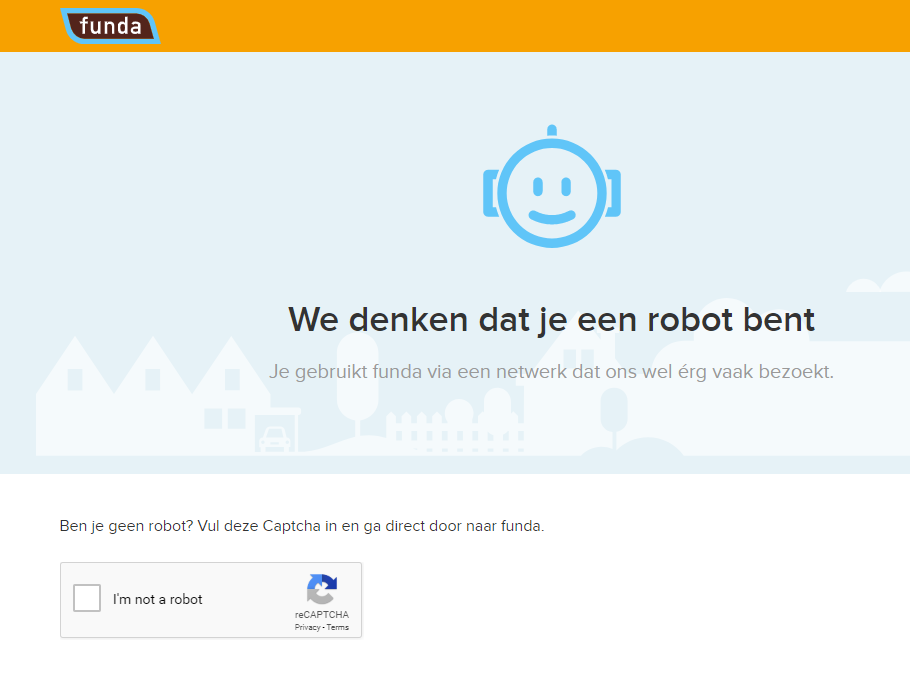 funda
We denken dat je een robot bent
Je gebruikt funda via een netwerk dat ons wel érg vaak bezoekt.
Ben je geen robot? Vul deze Captcha in en ga direct door naar funda.
I'm not a robot
reCAPTCHA
Privacy - Terms